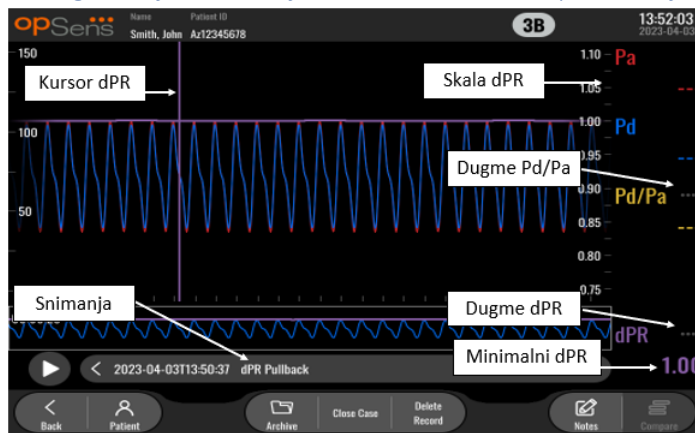 opSens
Name
Smith, John
Patient ID
Az12345678
3B
13:52:03
2023-04-03
150
100
50
Kursor dPR
Skala dPR
1.10
1.05
1.00
0.95
0.90
0.85
0.80
0.75
Pa
--
Pd
--
Dugme Pd/Pa
Pd/Pa
---
--
Snimanja
Dugme dPR
dPR
---
Minimalni dPR
1.00
2023-04-03T13:50:37 dPR Pullback
Back
Patient
Archive
Close Case
Delete
Record
Notes
Compare